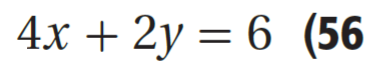 4x + 2y = 6 (56